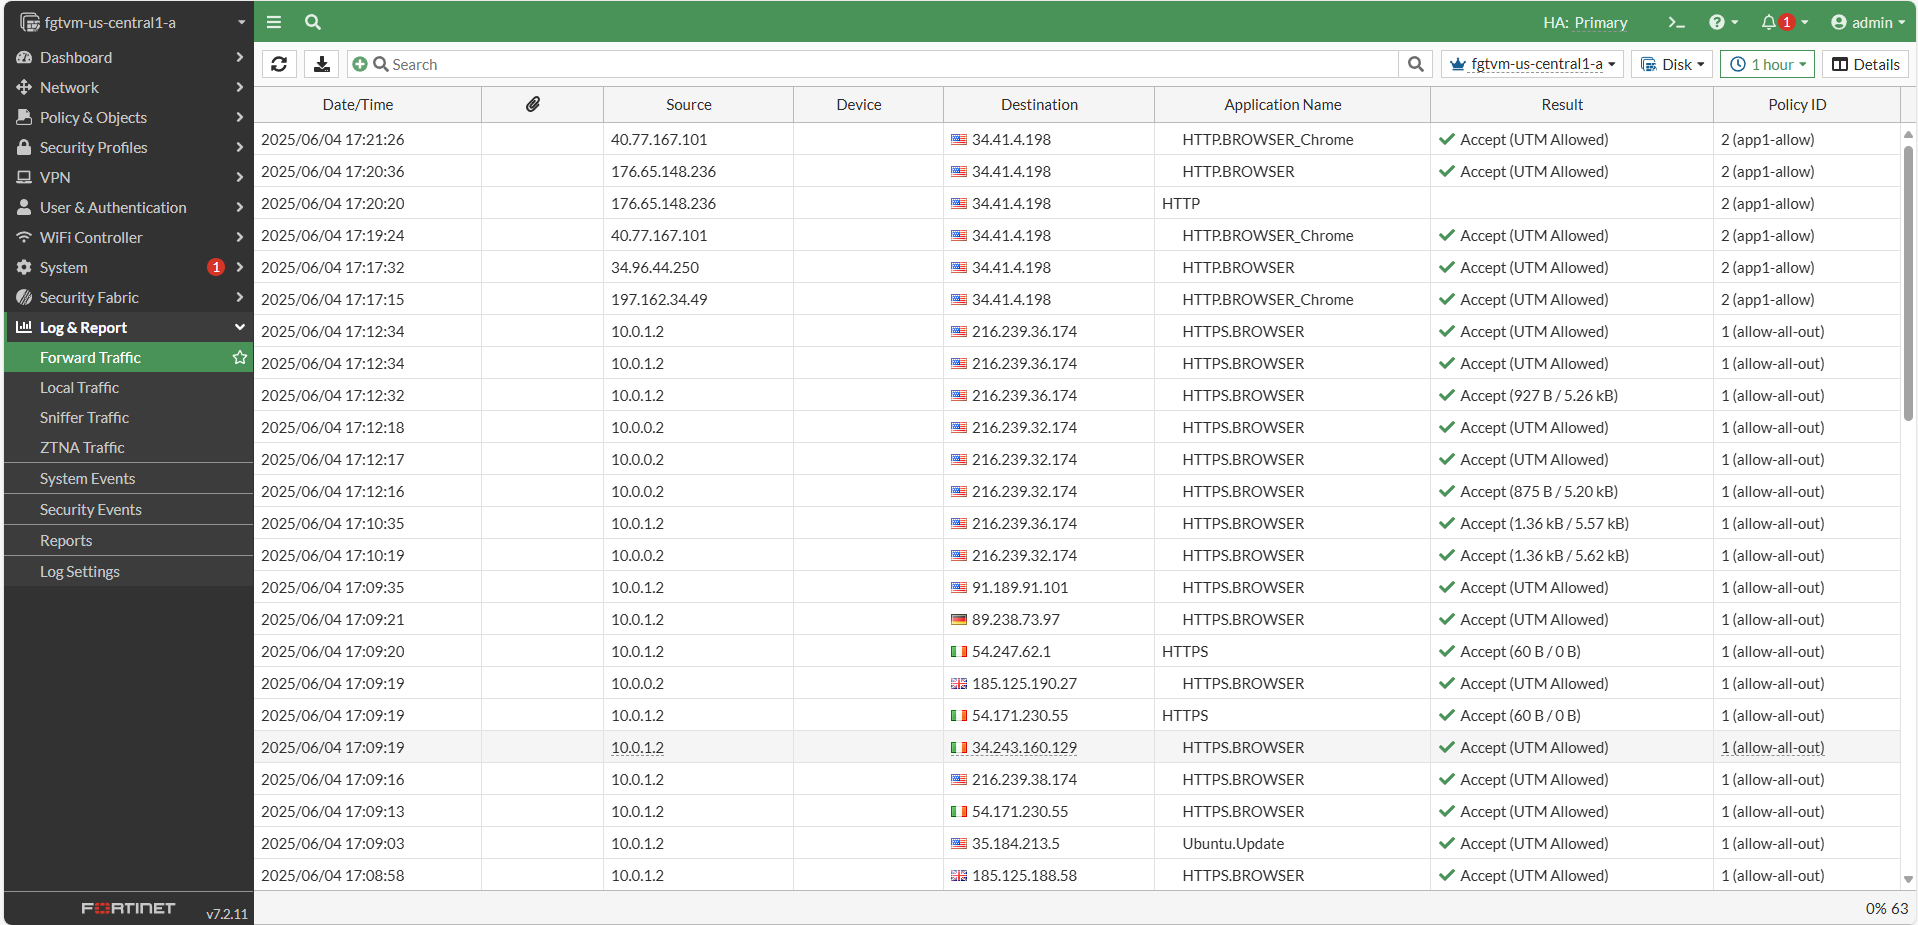 fgtvm-us-central1-a
HA: Primary
1
admin
Dashboard
Network
Policy & Objects
Security Profiles
VPN
User & Authentication
WiFi Controller
System 1
Security Fabric
Log & Report
Forward Traffic
Local Traffic
Sniffer Traffic
ZTNA Traffic
System Events
Security Events
Reports
Log Settings
FORTINET v7.2.11
Search fgtvm-us-central1-a Disk 1 hour Details
Date/Time Source Device Destination Application Name Result Policy ID
2025/06/04 17:21:26 40.77.167.101 34.41.4.198 HTTP.BROWSER_Chrome Accept (UTM Allowed) 2 (app1-allow)
2025/06/04 17:20:36 176.65.148.236 34.41.4.198 HTTP.BROWSER Accept (UTM Allowed) 2 (app1-allow)
2025/06/04 17:20:20 176.65.148.236 34.41.4.198 HTTP 2 (app1-allow)
2025/06/04 17:19:24 40.77.167.101 34.41.4.198 HTTP.BROWSER_Chrome Accept (UTM Allowed) 2 (app1-allow)
2025/06/04 17:17:32 34.96.44.250 34.41.4.198 HTTP.BROWSER Accept (UTM Allowed) 2 (app1-allow)
2025/06/04 17:17:15 197.162.34.49 34.41.4.198 HTTP.BROWSER_Chrome Accept (UTM Allowed) 2 (app1-allow)
2025/06/04 17:12:34 10.0.1.2 216.239.36.174 HTTPS.BROWSER Accept (UTM Allowed) 1 (allow-all-out)
2025/06/04 17:12:34 10.0.1.2 216.239.36.174 HTTPS.BROWSER Accept (UTM Allowed) 1 (allow-all-out)
2025/06/04 17:12:32 10.0.1.2 216.239.36.174 HTTPS.BROWSER Accept (927 B / 5.26 kB) 1 (allow-all-out)
2025/06/04 17:12:18 10.0.0.2 216.239.32.174 HTTPS.BROWSER Accept (UTM Allowed) 1 (allow-all-out)
2025/06/04 17:12:17 10.0.0.2 216.239.32.174 HTTPS.BROWSER Accept (UTM Allowed) 1 (allow-all-out)
2025/06/04 17:12:16 10.0.0.2 216.239.32.174 HTTPS.BROWSER Accept (875 B / 5.20 kB) 1 (allow-all-out)
2025/06/04 17:10:35 10.0.1.2 216.239.36.174 HTTPS.BROWSER Accept (1.36 kB / 5.57 kB) 1 (allow-all-out)
2025/06/04 17:10:19 10.0.0.2 216.239.32.174 HTTPS.BROWSER Accept (1.36 kB / 5.62 kB) 1 (allow-all-out)
2025/06/04 17:09:35 10.0.1.2 91.189.91.101 HTTPS.BROWSER Accept (UTM Allowed) 1 (allow-all-out)
2025/06/04 17:09:21 10.0.1.2 89.238.73.97 HTTPS.BROWSER Accept (UTM Allowed) 1 (allow-all-out)
2025/06/04 17:09:20 10.0.1.2 54.247.62.1 HTTPS Accept (60 B / 0 B) 1 (allow-all-out)
2025/06/04 17:09:19 10.0.0.2 185.125.190.27 HTTPS.BROWSER Accept (UTM Allowed) 1 (allow-all-out)
2025/06/04 17:09:19 10.0.1.2 54.171.230.55 HTTPS Accept (60 B / 0 B) 1 (allow-all-out)
2025/06/04 17:09:19 10.0.1.2 34.243.160.129 HTTPS.BROWSER Accept (UTM Allowed) 1 (allow-all-out)
2025/06/04 17:09:16 10.0.1.2 216.239.38.174 HTTPS.BROWSER Accept (UTM Allowed) 1 (allow-all-out)
2025/06/04 17:09:13 10.0.1.2 54.171.230.55 HTTPS.BROWSER Accept (UTM Allowed) 1 (allow-all-out)
2025/06/04 17:09:03 10.0.1.2 35.184.213.5 Ubuntu.Update Accept (UTM Allowed) 1 (allow-all-out)
2025/06/04 17:08:58 10.0.1.2 185.125.188.58 HTTPS.BROWSER Accept (UTM Allowed) 1 (allow-all-out)
0% 63